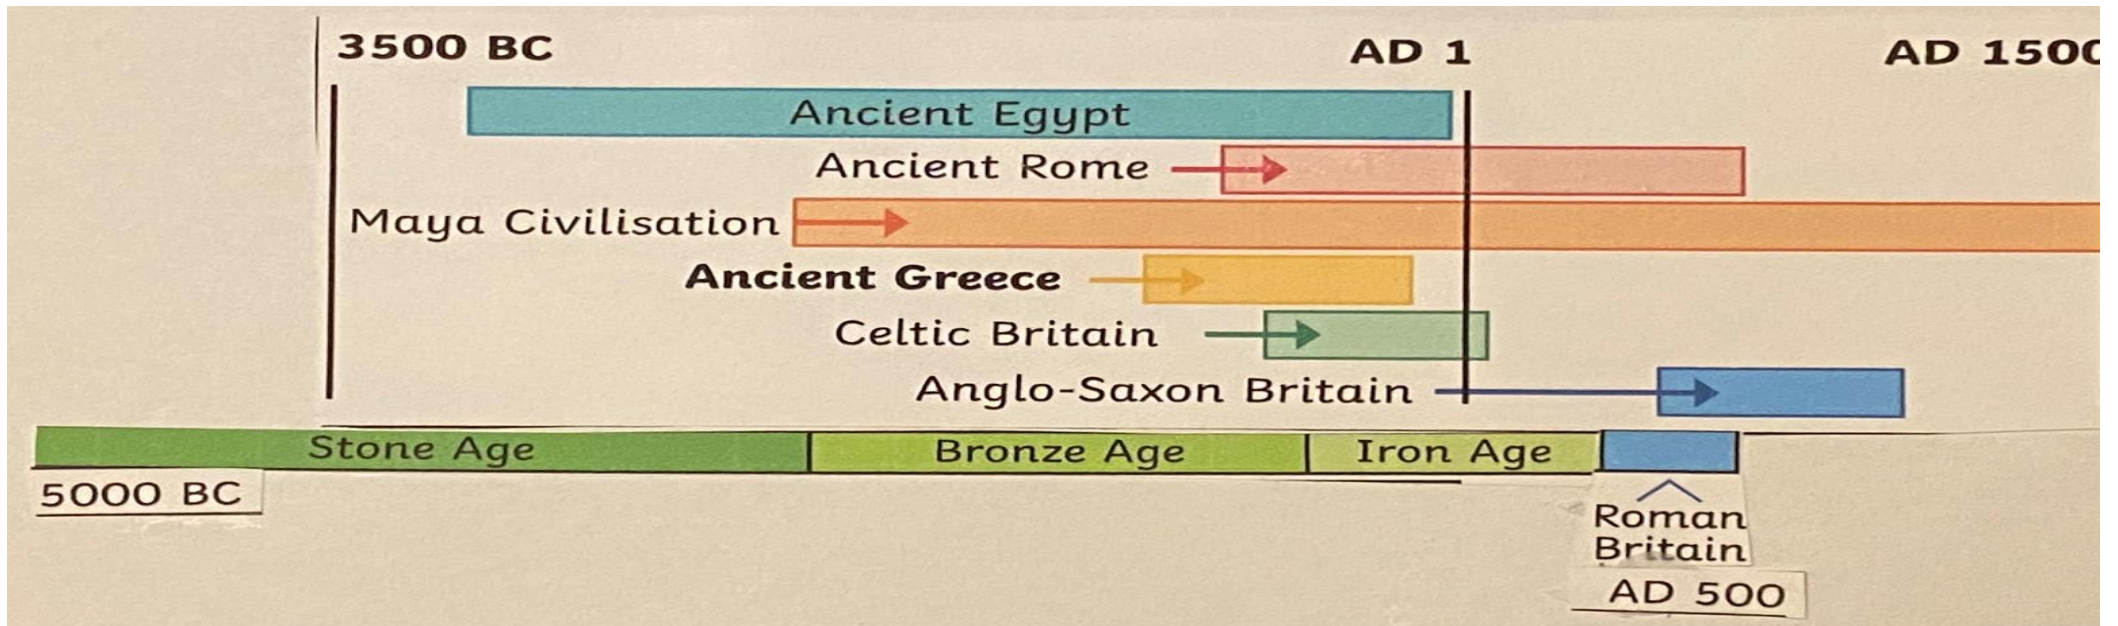 3500 BC
AD 1
AD 1500
Ancient Egypt
Ancient Rome
Maya Civilisation
Ancient Greece
Celtic Britain
Anglo-Saxon Britain
Stone Age
Bronze Age
Iron Age
5000 BC
Roman
Britain
AD 500